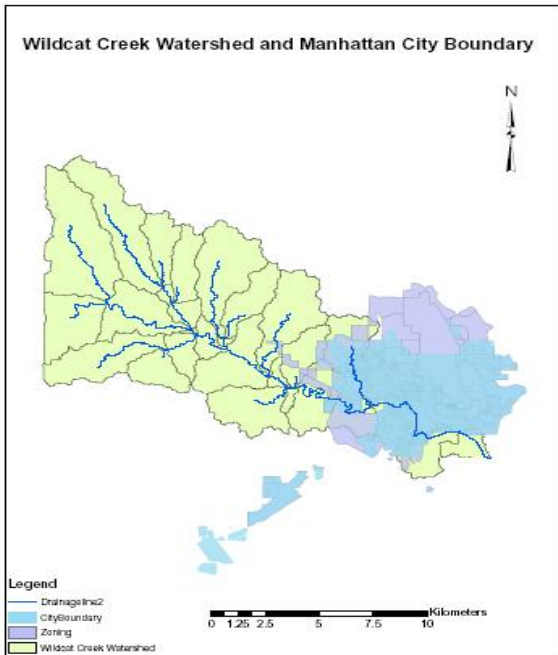 Wildcat Creek Watershed and Manhattan City Boundary
N
Legend
Drainageline2
CityBoundary
Zoning
Wildcat Creek Watershed
Kilometers
0 1.25 2.5 5 7.5 10